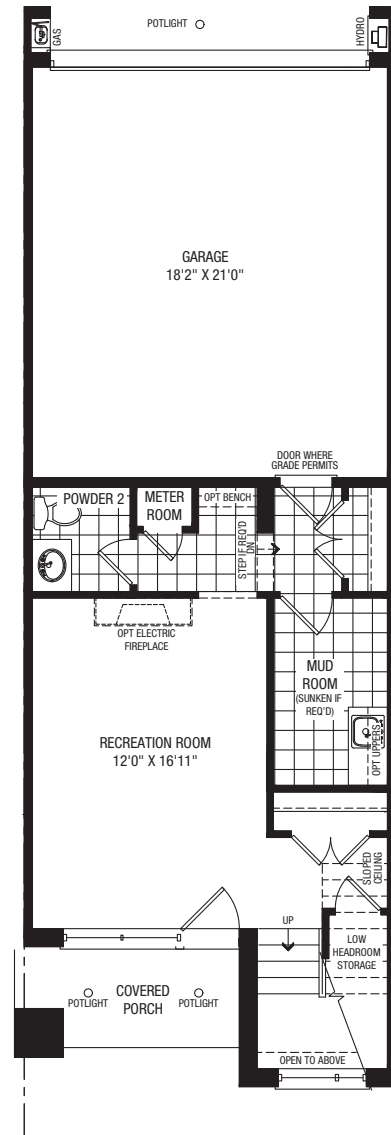 POTLIGHT
GAS
HYDRO
GARAGE
18'2" X 21'0"
DOOR WHERE
GRADE PERMITS
POWDER 2
METER
ROOM
OPT BENCH
STEP IF REQ'D
DN
OPT ELECTRIC
FIREPLACE
MUD
ROOM
(SUNKEN IF
REQ'D)
OPT UPPERS
RECREATION ROOM
12'0" X 16'11"
SLOPED
CEILING
UP
LOW
HEADROOM
STORAGE
COVERED
PORCH
POTLIGHT
POTLIGHT
OPEN TO ABOVE